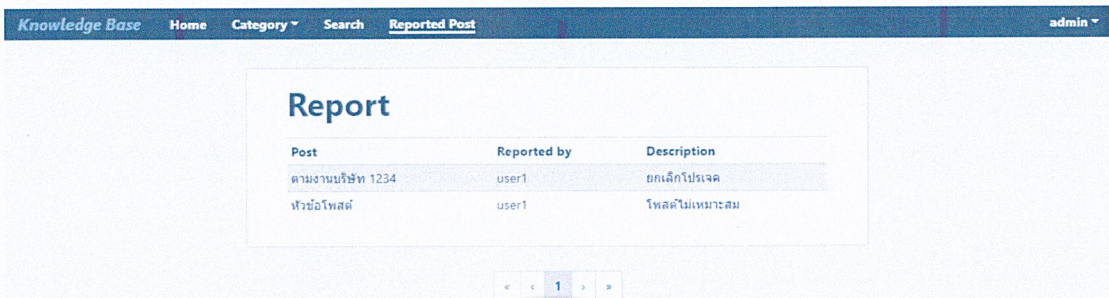 Knowledge Base Home Category Search Reported Post admin
Report
Post Reported by Description
ตามงานบริษัท 1234 user1 ยกเลิกโปรเจค
หัวข้อโพสต์ user1 โพสต์ไม่เหมาะสม
« ‹ 1 › »